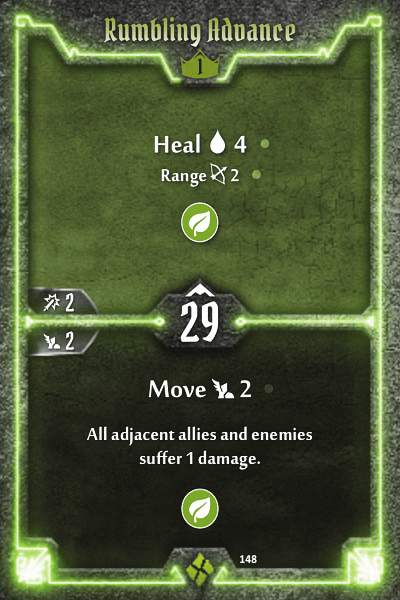 Rumbling Advance
1
Heal 4
Range 2
2
29
2
Move 2
All adjacent allies and enemies
suffer 1 damage.
148